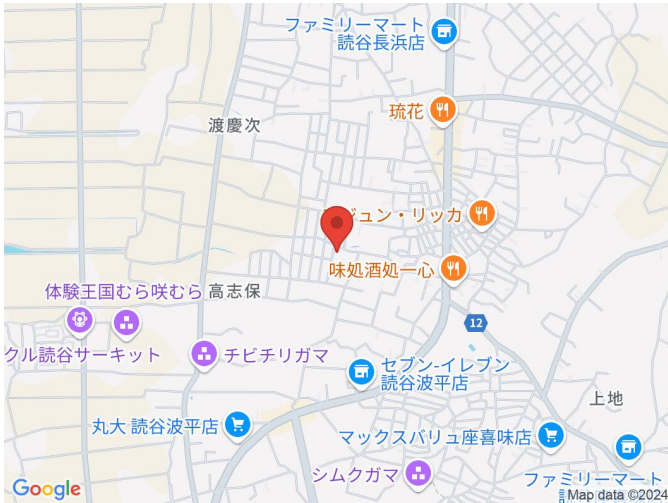 ファミリーマート
読谷長浜店
琉花
渡慶次
ジュン・リッカ
味処酒処一心
体験王国むら咲むら
高志保
12
クル読谷サーキット
チビチリガマ
セブン-イレブン
読谷波平店
上地
丸大 読谷波平店
マックスバリュ座喜味店
シムクガマ
ファミリーマート
Google
Map data ©2024